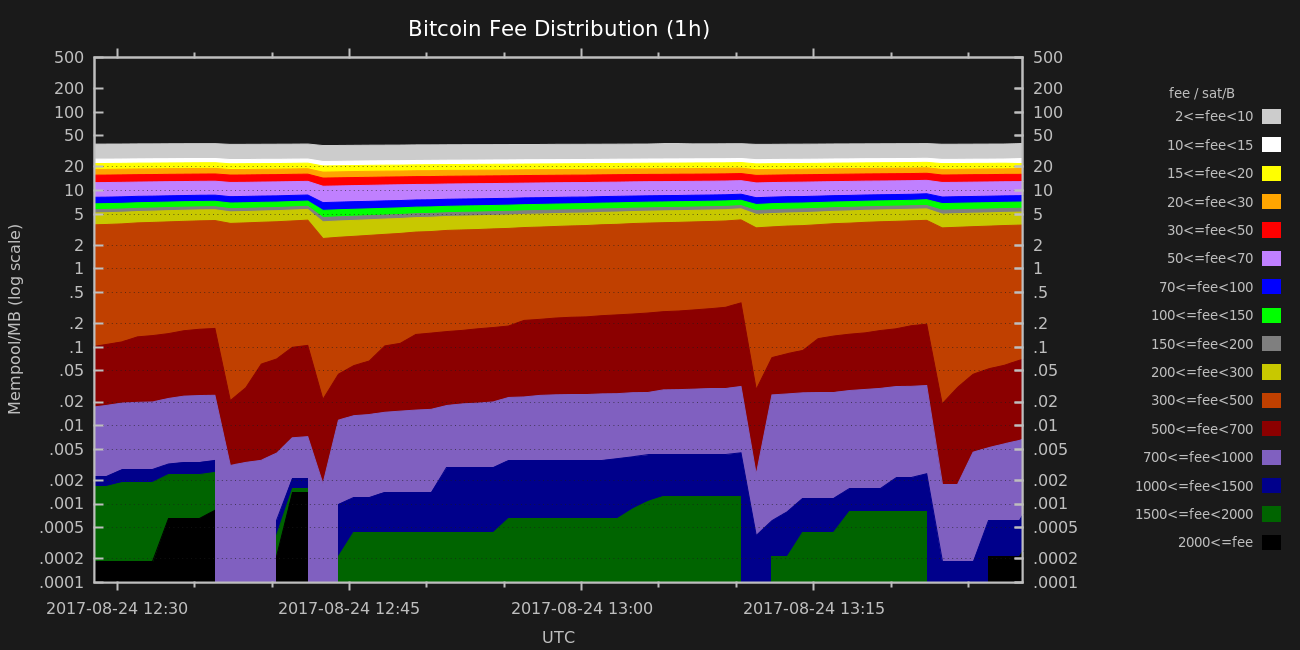 Bitcoin Fee Distribution (1h)
500
200
100
50
20
10
5
2
1
.5
.2
.1
.05
.02
.01
.005
.002
.001
.0005
.0002
.0001
Mempool/MB (log scale)
500
200
100
50
20
10
5
2
1
.5
.2
.1
.05
.02
.01
.005
.002
.001
.0005
.0002
.0001
2017-08-24 12:30
2017-08-24 12:45
2017-08-24 13:00
2017-08-24 13:15
UTC
fee / sat/B
2<=fee<10
10<=fee<15
15<=fee<20
20<=fee<30
30<=fee<50
50<=fee<70
70<=fee<100
100<=fee<150
150<=fee<200
200<=fee<300
300<=fee<500
500<=fee<700
700<=fee<1000
1000<=fee<1500
1500<=fee<2000
2000<=fee